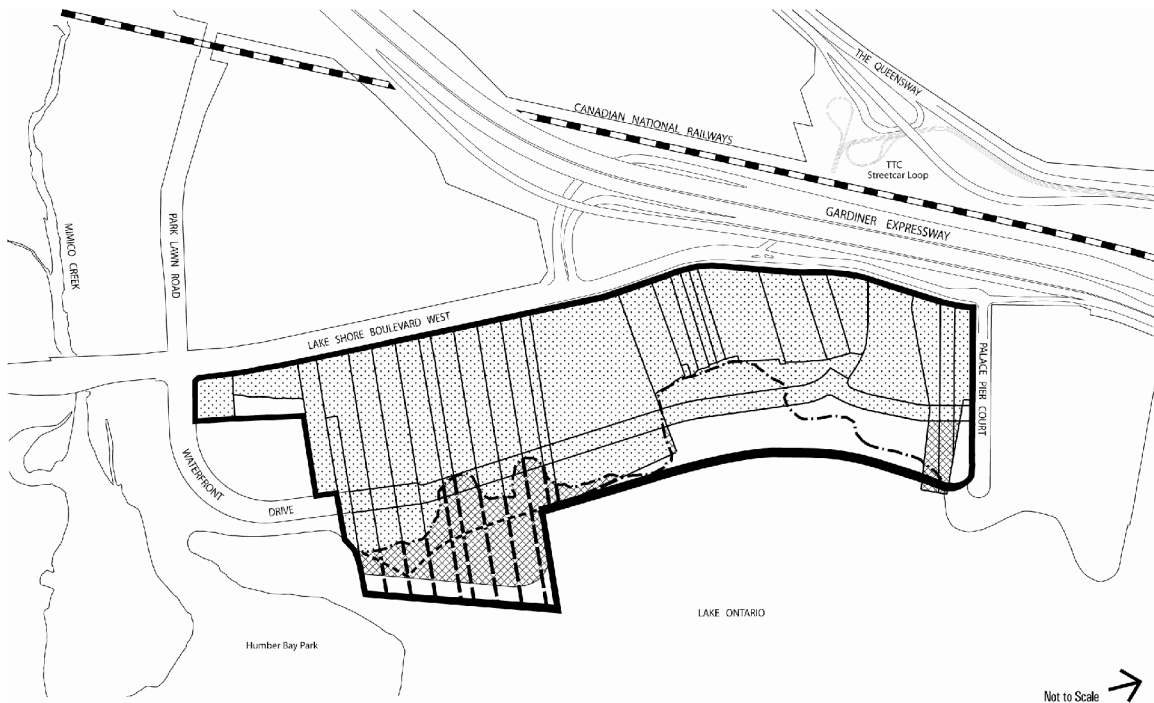 THE QUEENSWAY
CANADIAN NATIONAL RAILWAYS
TTC
Streetcar Loop
GARDINER EXPRESSWAY
MIMICO CREEK
PARK LAWN ROAD
LAKE SHORE BOULEVARD WEST
PALACE PIER COURT
WATERFRONT
DRIVE
LAKE ONTARIO
Humber Bay Park
Not to Scale